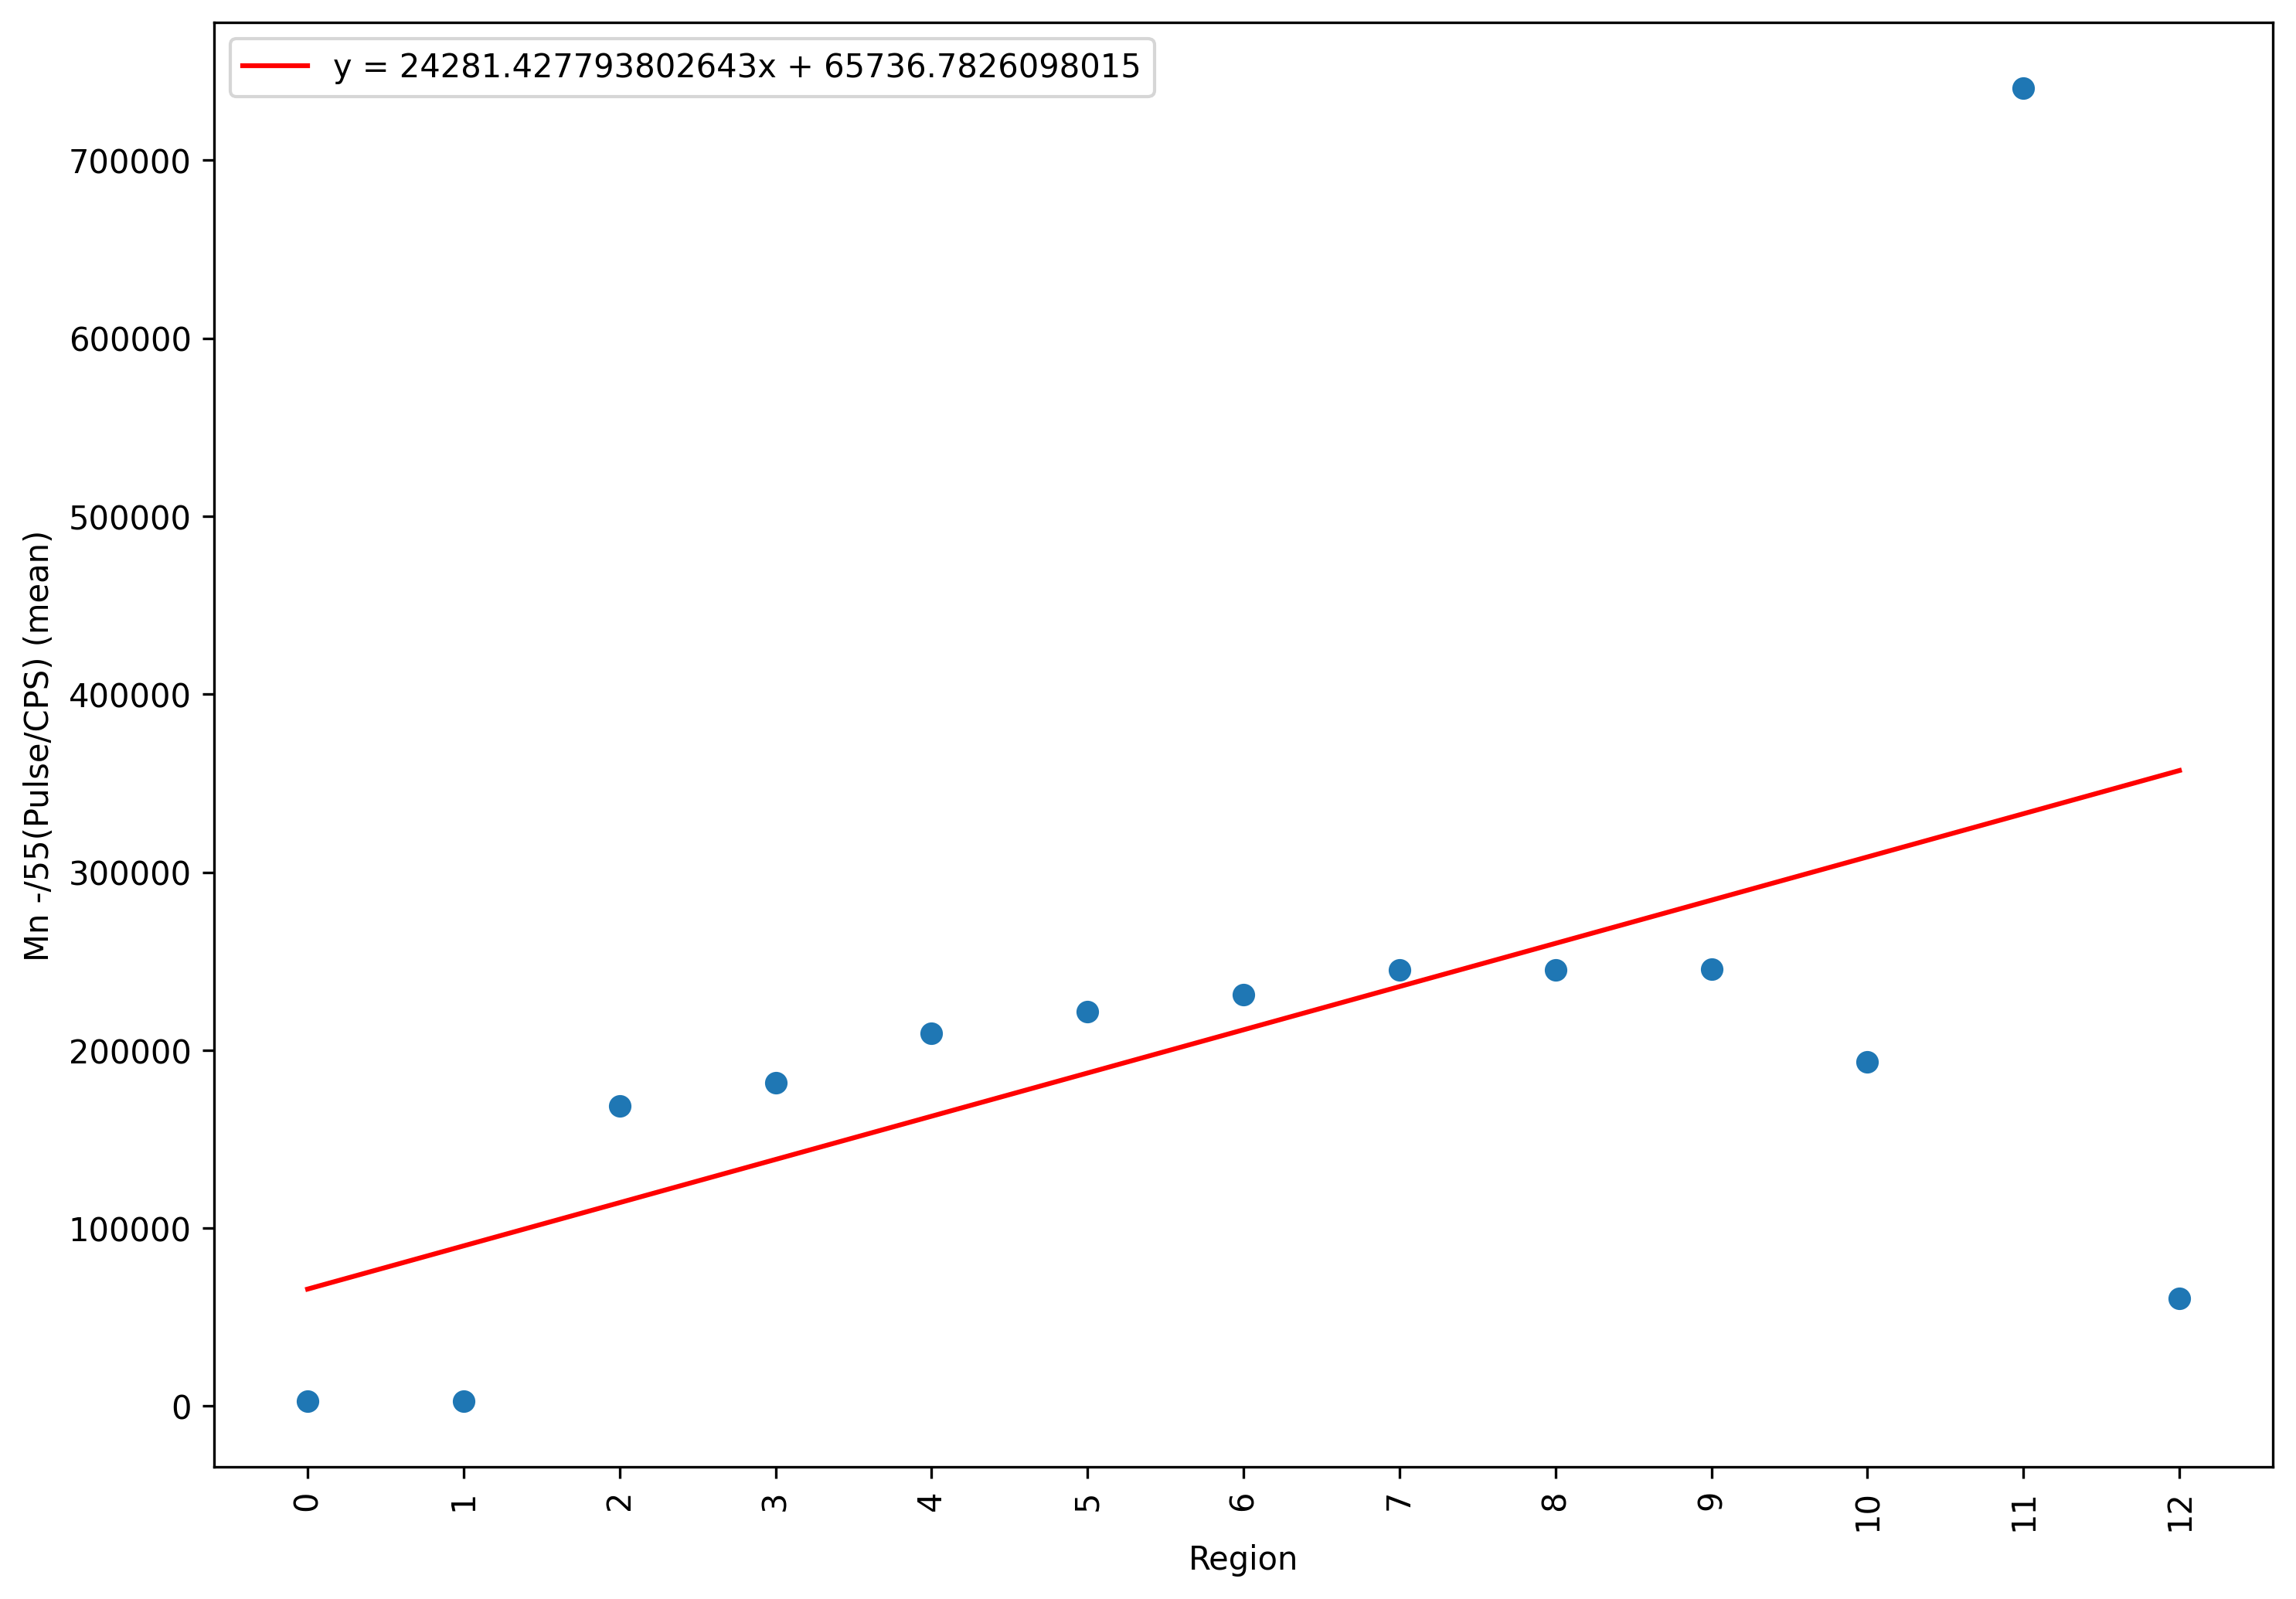 y = 24281.427793802643x + 65736.7826098015
700000
600000
500000
400000
300000
200000
100000
0
Mn -/55(Pulse/CPS) (mean)
0 1 2 3 4 5 6 7 8 9 10 11 12
Region